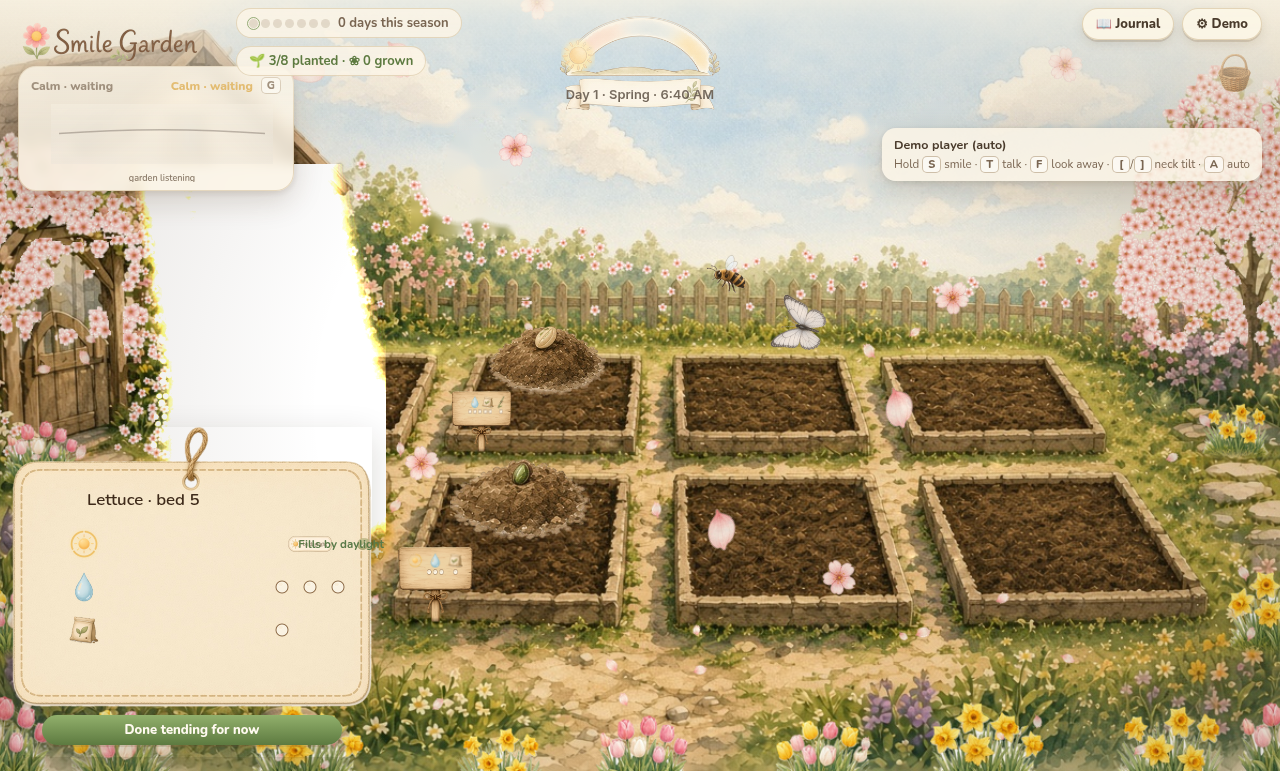 Smile Garden
0 days this season
🌱 3/8 planted · ❀ 0 grown
Calm · waiting
Calm · waiting G
garden listening
Day 1 · Spring · 6:40 AM
📖 Journal
⚙ Demo
Demo player (auto)
Hold S smile · T talk · F look away · [ / ] neck tilt · A auto
Lettuce · bed 5
Fills by daylight
Done tending for now